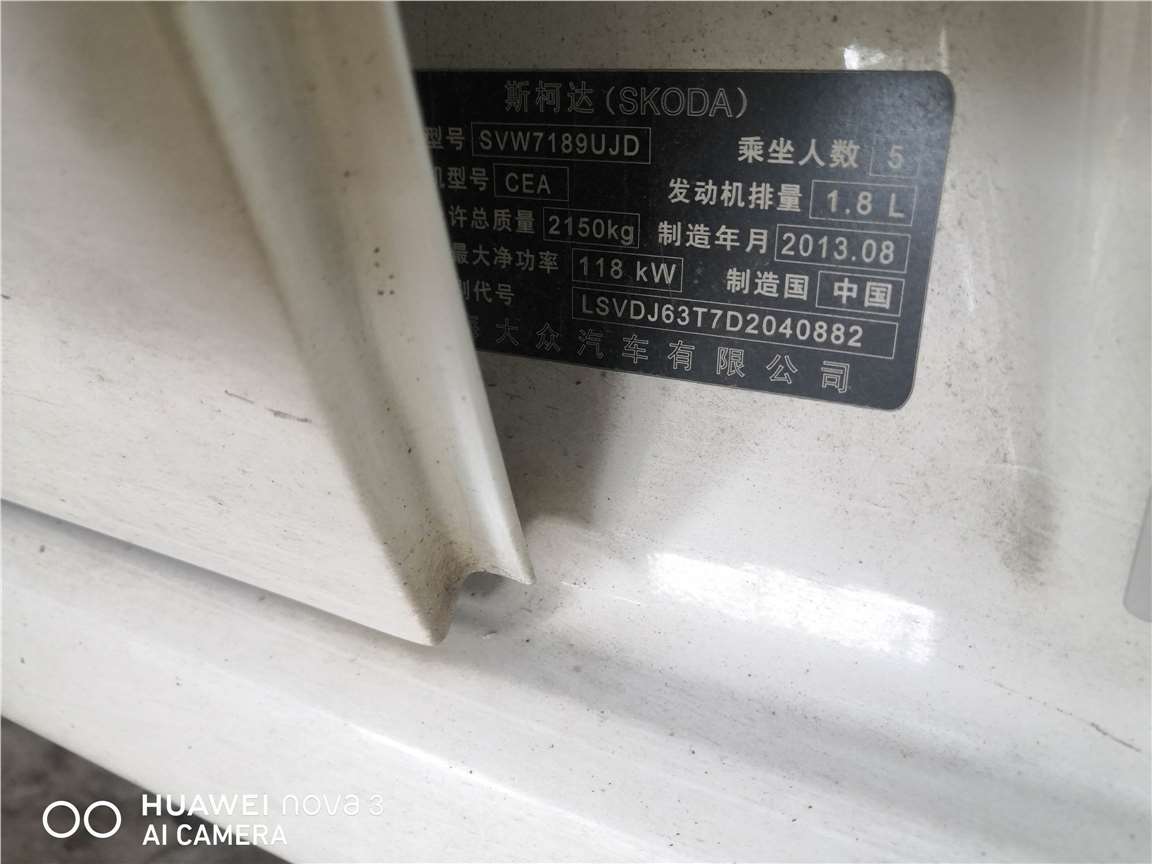 斯柯达(SKODA)
型号 SVW7189UJD 乘坐人数 5
机型号 CEA 发动机排量 1.8 L
许总质量 2150kg 制造年月 2013.08
最大净功率 118 kW 制造国 中国
别代号 LSVDJ63T7D2040882
大众汽车有限公司
HUAWEI nova 3
AI CAMERA